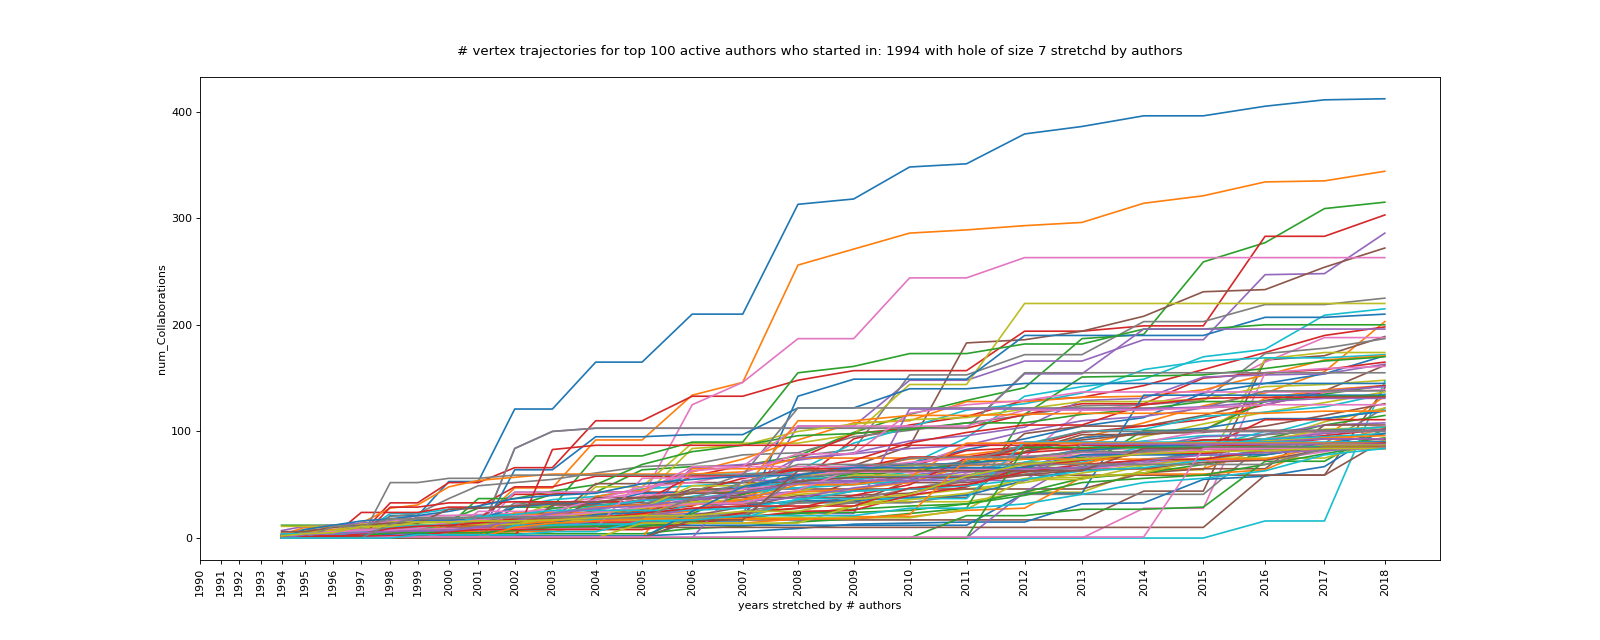 # vertex trajectories for top 100 active authors who started in: 1994 with hole of size 7 stretchd by authors
num_Collaborations
400
300
200
100
0
1990 1991 1992 1993 1994 1995 1996 1997 1998 1999 2000 2001 2002 2003 2004 2005 2006 2007 2008 2009 2010 2011 2012 2013 2014 2015 2016 2017 2018
years stretched by # authors